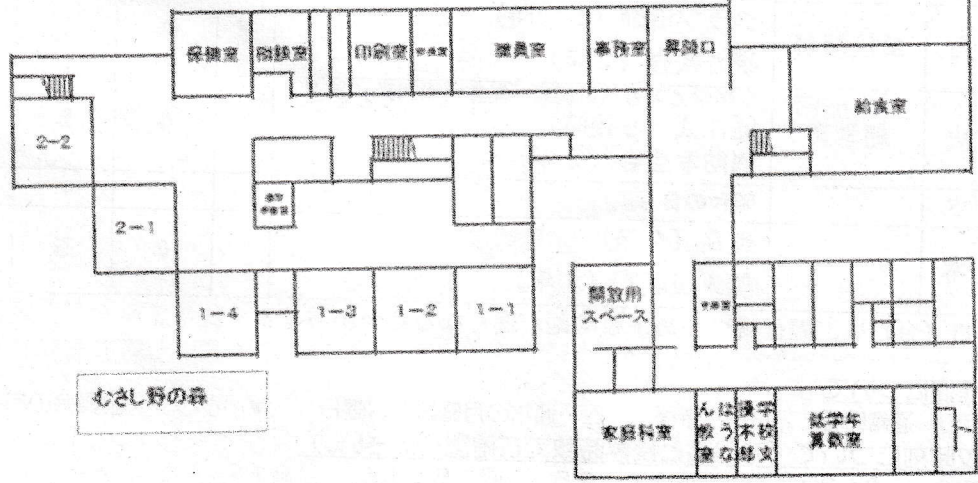 保健室
相談室
印刷室
職員室
事務室
昇降口
給食室
2-2
2-1
1-4
1-3
1-2
1-1
開放用
スペース
むさし野の森
家庭科室
低学年
算数室